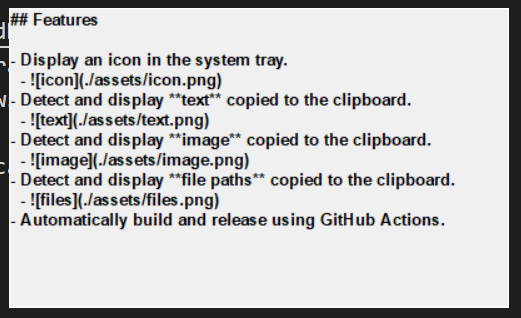 ## Features
- Display an icon in the system tray.
- ![icon](./assets/icon.png)
- Detect and display **text** copied to the clipboard.
- ![text](./assets/text.png)
- Detect and display **image** copied to the clipboard.
- ![image](./assets/image.png)
- Detect and display **file paths** copied to the clipboard.
- ![files](./assets/files.png)
- Automatically build and release using GitHub Actions.